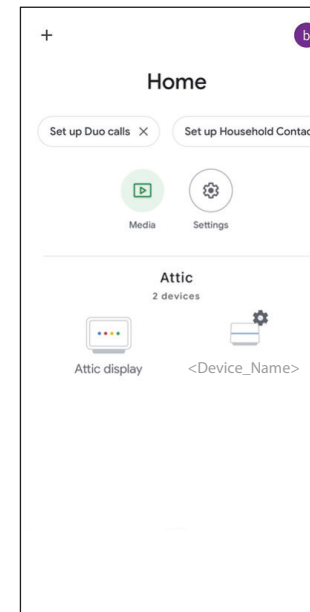 +
b
Home
Set up Duo calls ×
Set up Household Contac
Media
Settings
Attic
2 devices
Attic display
<Device_Name>